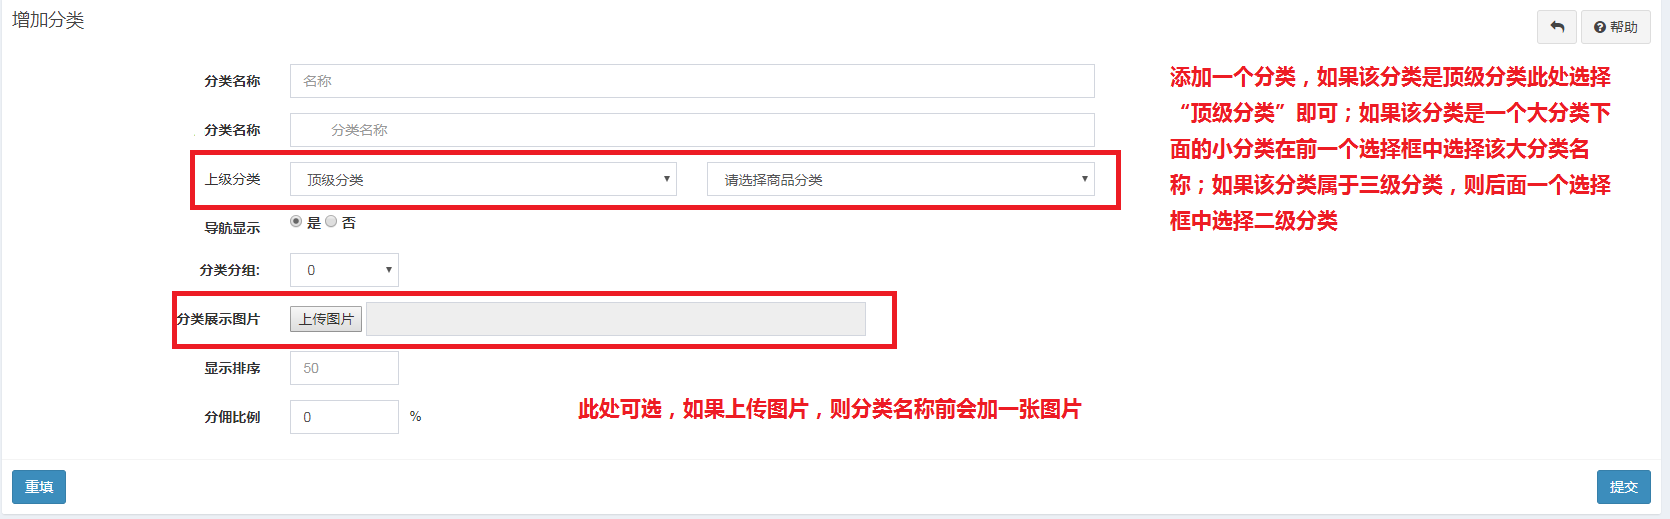 增加分类
帮助
分类名称 名称
分类名称 分类名称
上级分类 顶级分类 请选择商品分类
导航显示 是 否
分类分组: 0
分类展示图片 上传图片
显示排序 50
分佣比例 0 %
添加一个分类，如果该分类是顶级分类此处选择
“顶级分类”即可；如果该分类是一个大分类下
面的小分类在前一个选择框中选择该大分类名
称；如果该分类属于三级分类，则后面一个选择
框中选择二级分类
此处可选，如果上传图片，则分类名称前会加一张图片
重填
提交